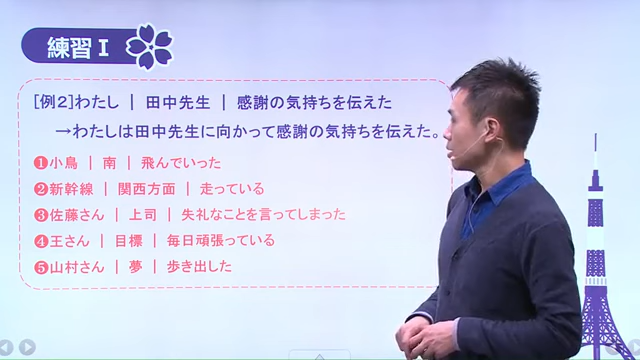 練習Ⅰ
[例２]わたし | 田中先生 | 感謝の気持ちを伝えた
→わたしは田中先生に向かって感謝の気持ちを伝えた。
❶小鳥 | 南 | 飛んでいった
❷新幹線 | 関西方面 | 走っている
❸佐藤さん | 上司 | 失礼なことを言ってしまった
❹王さん | 目標 | 毎日頑張っている
❺山村さん | 夢 | 歩き出した